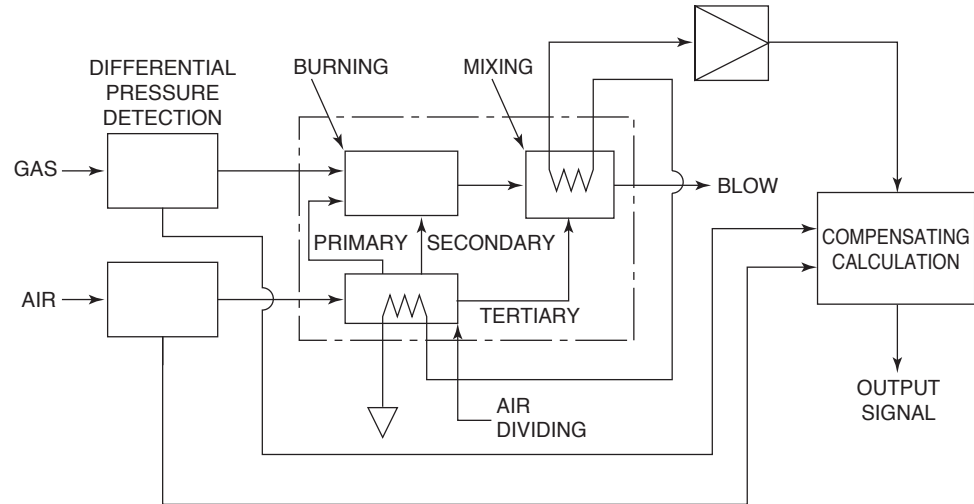 DIFFERENTIAL
PRESSURE
DETECTION
BURNING
MIXING
GAS
BLOW
PRIMARY
SECONDARY
COMPENSATING
CALCULATION
AIR
TERTIARY
AIR
DIVIDING
OUTPUT
SIGNAL